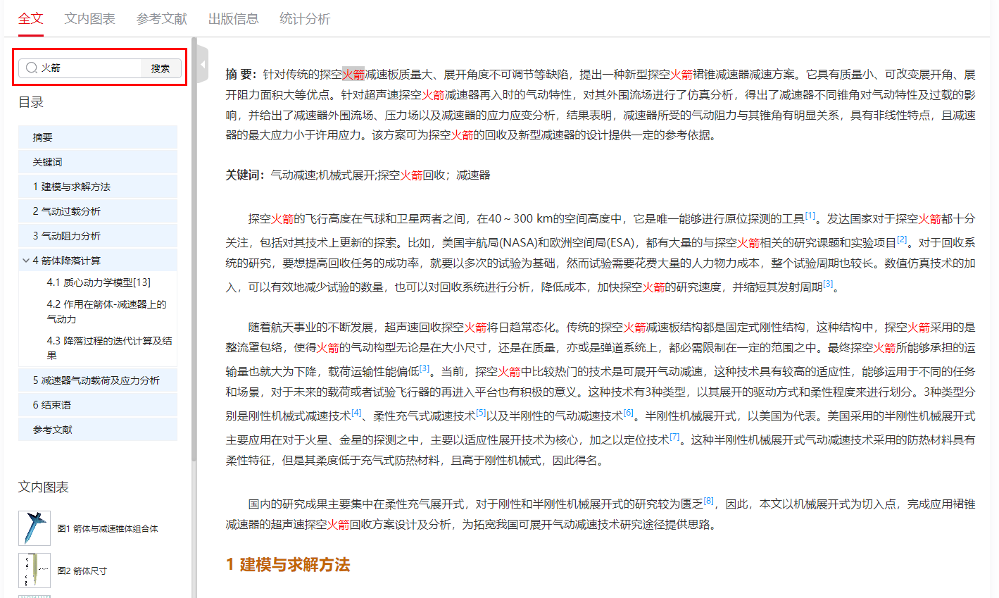 全文 文内图表 参考文献 出版信息 统计分析
火箭 搜索
目录
摘要
关键词
1 建模与求解方法
2 气动过载分析
3 气动阻力分析
4 箭体降落计算
4.1 质心动力学模型[13]
4.2 作用在箭体-减速器上的
气动力
4.3 降落过程的迭代计算及结
果
5 减速器气动载荷及应力分析
6 结束语
参考文献
文内图表
图1 箭体与减速锥体组合体
图2 箭体尺寸
摘 要：针对传统的探空火箭减速板质量大、展开角度不可调节等缺陷，提出一种新型探空火箭裙锥减速器减速方案。它具有质量小、可改变展开角、展
开阻力面积大等优点。针对超声速探空火箭减速器再入时的气动特性，对其外围流场进行了仿真分析，得出了减速器不同锥角对气动特性及过载的影
响，并给出了减速器外围流场、压力场以及减速器的应力应变分析，结果表明，减速器所受的气动阻力与其锥角有明显关系，具有非线性特点，且减速
器的最大应力小于许用应力。该方案可为探空火箭的回收及新型减速器的设计提供一定的参考依据。
关键词：气动减速;机械式展开;探空火箭回收；减速器
探空火箭的飞行高度在气球和卫星两者之间，在40～300 km的空间高度中，它是唯一能够进行原位探测的工具[1]。发达国家对于探空火箭都十分
关注，包括对其技术上更新的探索。比如，美国宇航局(NASA)和欧洲空间局(ESA)，都有大量的与探空火箭相关的研究课题和实验项目[2]。对于回收系
统的研究，要想提高回收任务的成功率，就要以多次的试验为基础，然而试验需要花费大量的人力物力成本，整个试验周期也较长。数值仿真技术的加
入，可以有效地减少试验的数量，也可以对回收系统进行分析，降低成本，加快探空火箭的研究速度，并缩短其发射周期[3]。
随着航天事业的不断发展，超声速回收探空火箭将日趋常态化。传统的探空火箭减速板结构都是固定式刚性结构，这种结构中，探空火箭采用的是
整流罩包络，使得火箭的气动构型无论是在大小尺寸，还是在质量，亦或是弹道系统上，都必需限制在一定的范围之中。最终探空火箭所能够承担的运
输量也就大为下降，载荷运输性能偏低[3]。当前，探空火箭中比较热门的技术是可展开气动减速，这种技术具有较高的适应性，能够运用于不同的任务
和场景，对于未来的载荷或者试验飞行器的再进入平台也有积极的意义。这种技术有3种类型，以其展开的驱动方式和柔性程度来进行划分。3种类型分
别是刚性机械式减速技术[4]、柔性充气式减速技术[5]以及半刚性的气动减速技术[6]。半刚性机械展开式，以美国为代表。美国采用的半刚性机械展开式
主要应用在对于火星、金星的探测之中，主要以适应性展开技术为核心，加之以定位技术[7]。这种半刚性机械展开式气动减速技术采用的防热材料具有
柔性特征，但是其柔度低于充气式防热材料，且高于刚性机械式，因此得名。
国内的研究成果主要集中在柔性充气展开式，对于刚性和半刚性机械展开式的研究较为匮乏[8]，因此，本文以机械展开式为切入点，完成应用裙锥
减速器的超声速探空火箭回收方案设计及分析，为拓宽我国可展开气动减速技术研究途径提供思路。
1 建模与求解方法